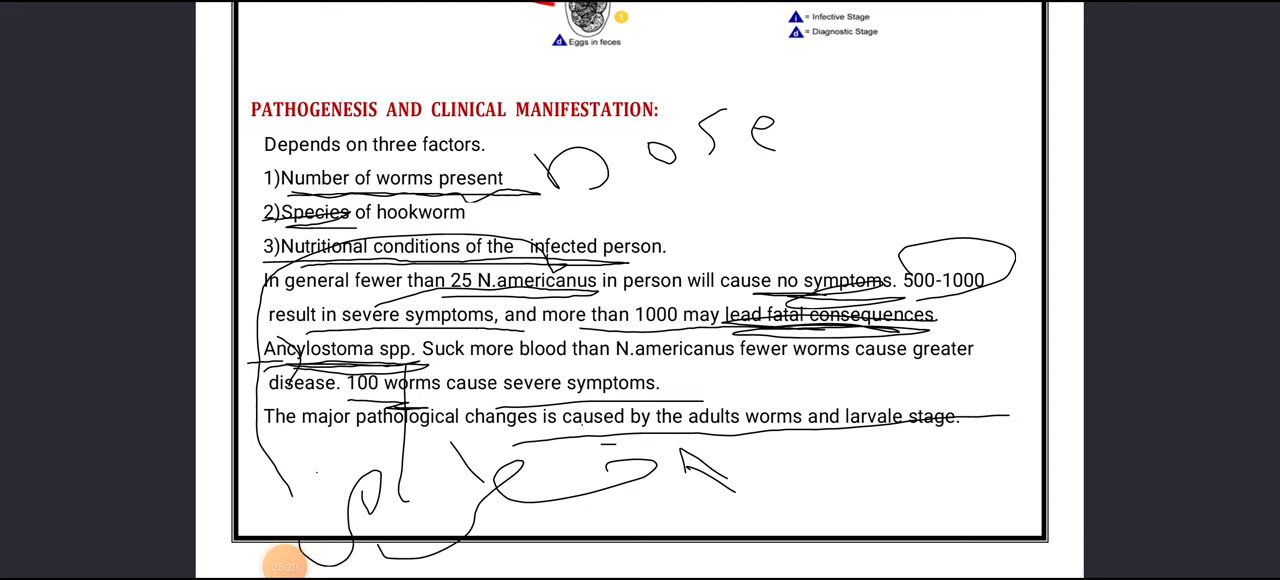 i = Infective Stage
1
d Eggs in feces
d = Diagnostic Stage
PATHOGENESIS AND CLINICAL MANIFESTATION:
Depends on three factors.
nose
1)Number of worms present
2)Species of hookworm
3)Nutritional conditions of the infected person.
In general fewer than 25 N.americanus in person will cause no symptoms. 500-1000
result in severe symptoms, and more than 1000 may lead fatal consequences.
Ancylostoma spp. Suck more blood than N.americanus fewer worms cause greater
disease. 100 worms cause severe symptoms.
The major pathological changes is caused by the adults worms and larvale stage.
25:20